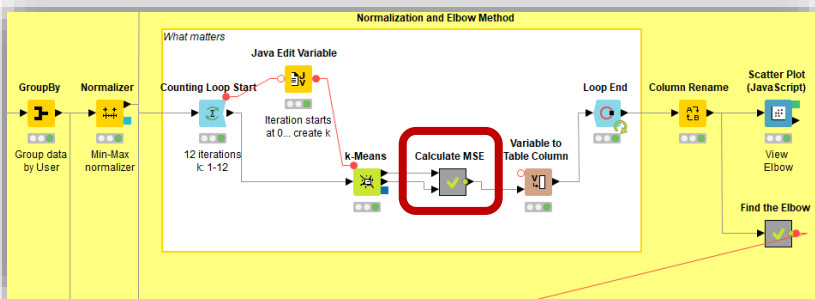 Normalization and Elbow Method
What matters
Java Edit Variable
Iteration starts
at 0... create k
GroupBy
Group data
by User
Normalizer
Min-Max
normalizer
Counting Loop Start
12 iterations
k: 1-12
k-Means
Calculate MSE
Variable to
Table Column
Loop End
Column Rename
Scatter Plot
(JavaScript)
View
Elbow
Find the Elbow